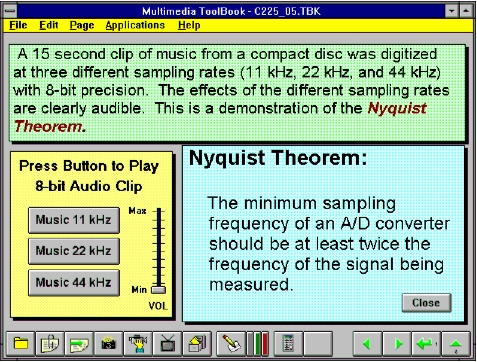 Multimedia ToolBook - C225_05.TBK
File Edit Page Applications Help
A 15 second clip of music from a compact disc was digitized
at three different sampling rates (11 kHz, 22 kHz, and 44 kHz)
with 8-bit precision. The effects of the different sampling rates
are clearly audible. This is a demonstration of the Nyquist
Theorem.
Press Button to Play
8-bit Audio Clip
Music 11 kHz
Music 22 kHz
Music 44 kHz
Max
Min
VOL
Nyquist Theorem:
The minimum sampling
frequency of an A/D converter
should be at least twice the
frequency of the signal being
measured.
Close